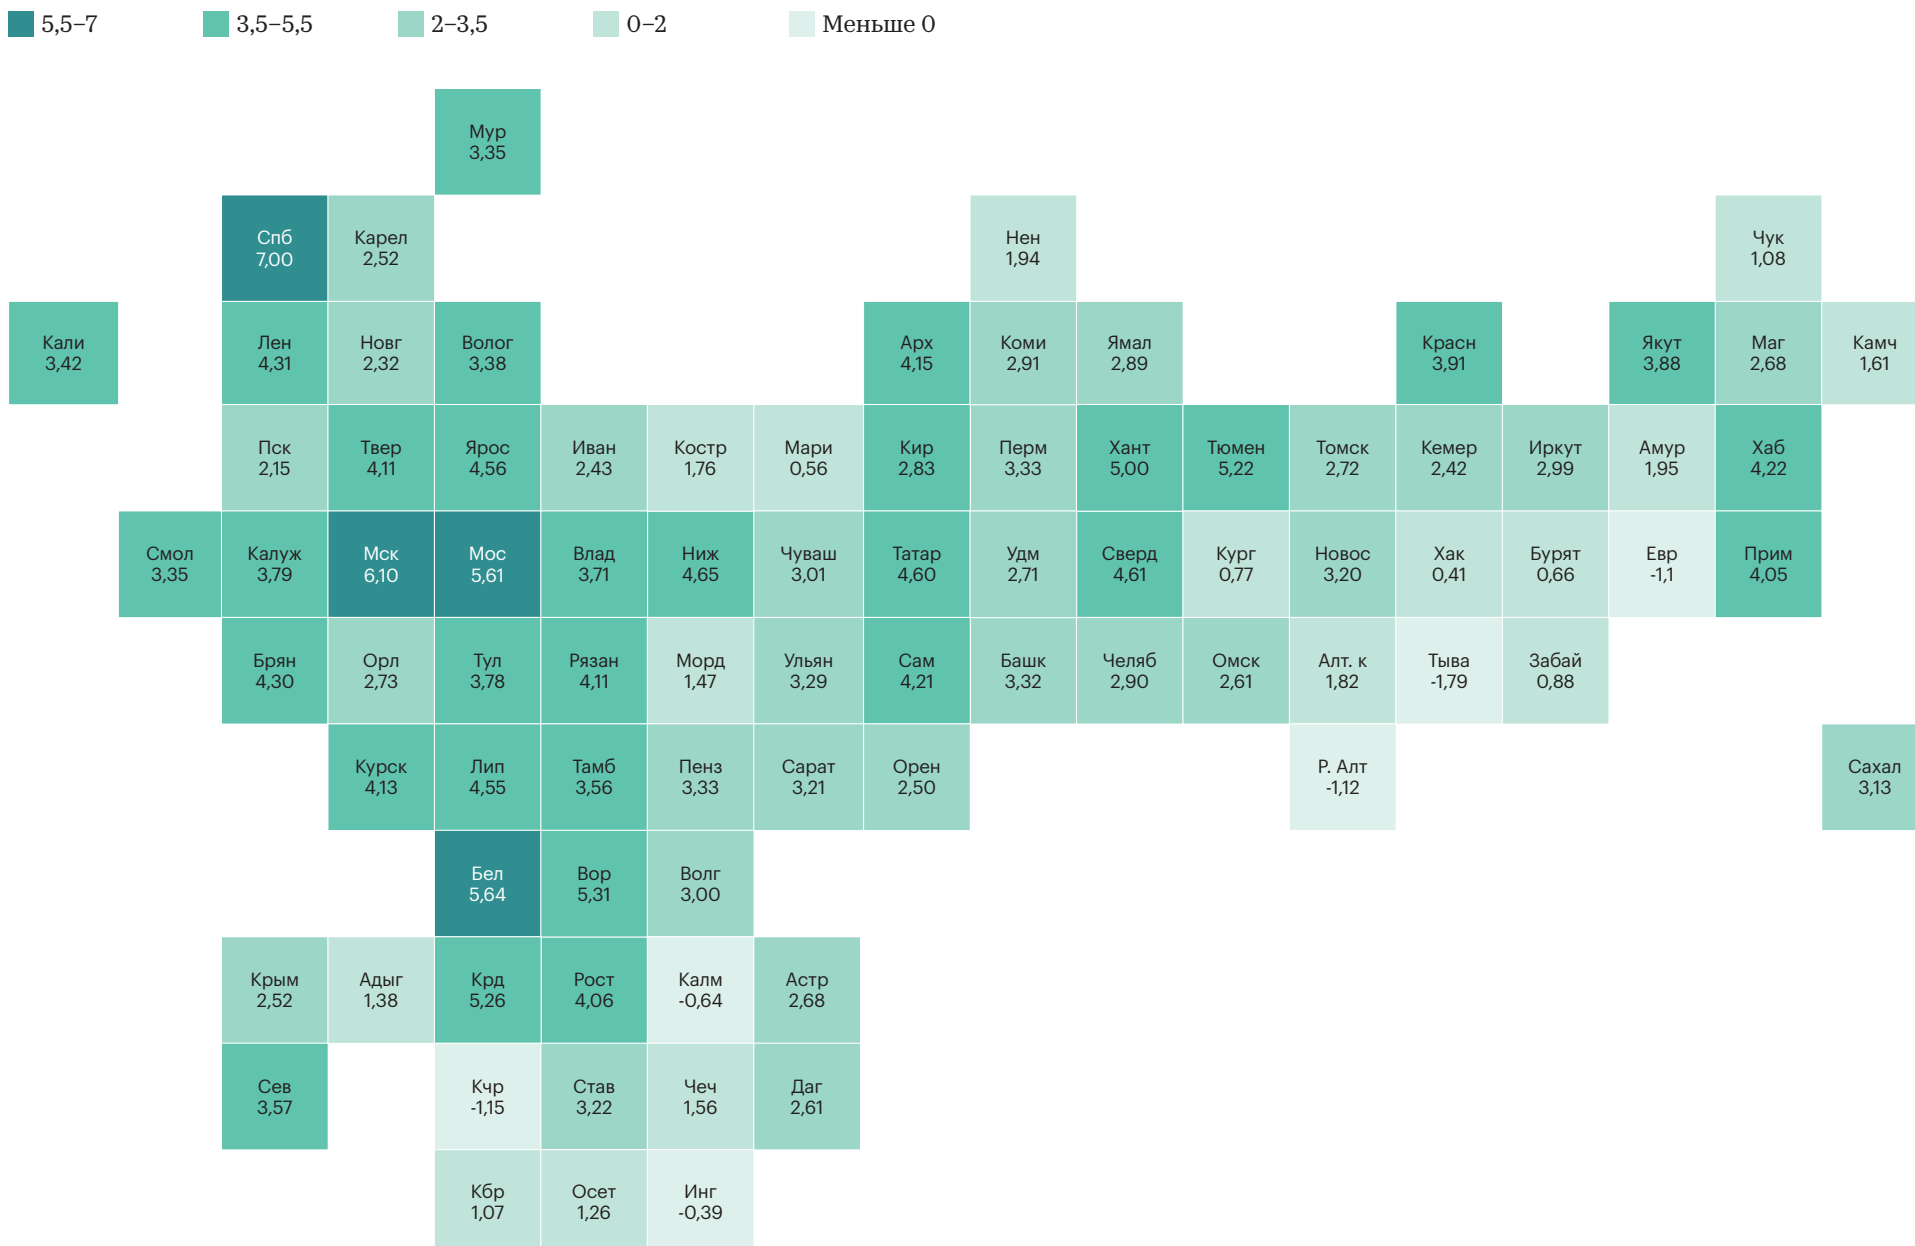 5,5–7
3,5–5,5
2–3,5
0–2
Меньше 0
Мур
3,35
Спб
7,00
Карел
2,52
Нен
1,94
Чук
1,08
Кали
3,42
Лен
4,31
Новг
2,32
Волог
3,38
Арх
4,15
Коми
2,91
Ямал
2,89
Красн
3,91
Якут
3,88
Маг
2,68
Камч
1,61
Пск
2,15
Твер
4,11
Ярос
4,56
Иван
2,43
Костр
1,76
Мари
0,56
Кир
2,83
Перм
3,33
Хант
5,00
Тюмен
5,22
Томск
2,72
Кемер
2,42
Иркут
2,99
Амур
1,95
Хаб
4,22
Смол
3,35
Калуж
3,79
Мск
6,10
Мос
5,61
Влад
3,71
Ниж
4,65
Чуваш
3,01
Татар
4,60
Удм
2,71
Сверд
4,61
Кург
0,77
Новос
3,20
Хак
0,41
Бурят
0,66
Евр
-1,1
Прим
4,05
Брян
4,30
Орл
2,73
Тул
3,78
Рязан
4,11
Морд
1,47
Ульян
3,29
Сам
4,21
Башк
3,32
Челяб
2,90
Омск
2,61
Алт. к
1,82
Тыва
-1,79
Забай
0,88
Курск
4,13
Лип
4,55
Тамб
3,56
Пенз
3,33
Сарат
3,21
Орен
2,50
Р. Алт
-1,12
Сахал
3,13
Бел
5,64
Вор
5,31
Волг
3,00
Крым
2,52
Адыг
1,38
Крд
5,26
Рост
4,06
Калм
-0,64
Астр
2,68
Сев
3,57
Кчр
-1,15
Став
3,22
Чеч
1,56
Даг
2,61
Кбр
1,07
Осет
1,26
Инг
-0,39